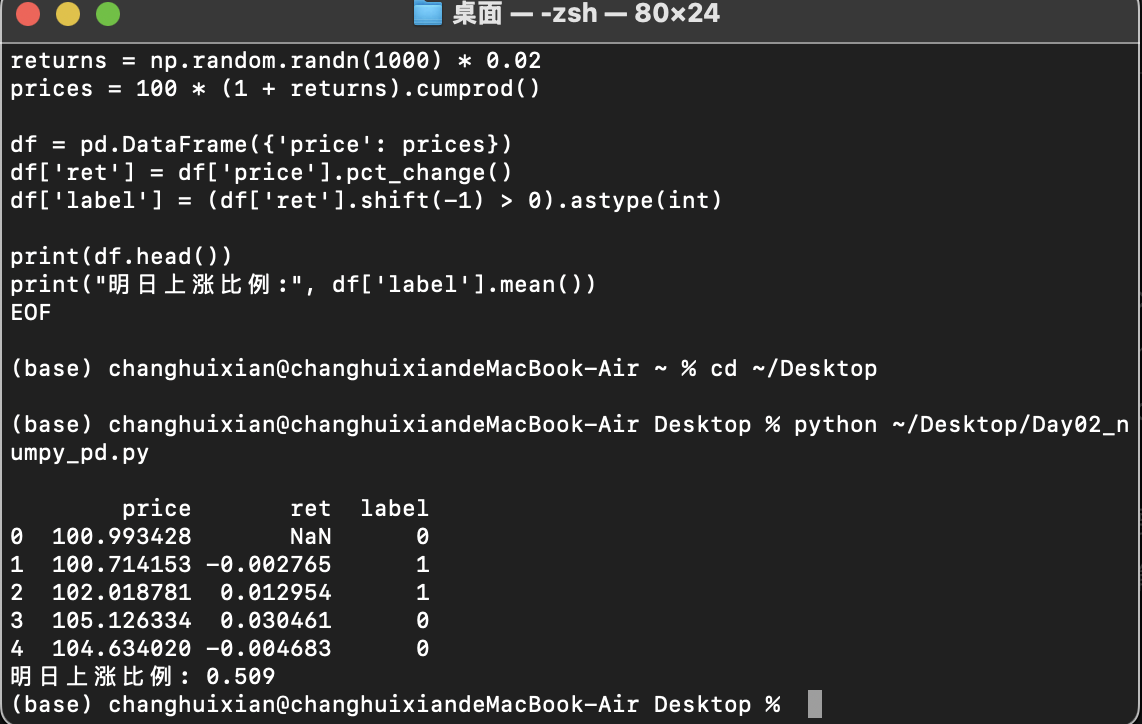 桌面 — -zsh — 80×24
returns = np.random.randn(1000) * 0.02
prices = 100 * (1 + returns).cumprod()
df = pd.DataFrame({'price': prices})
df['ret'] = df['price'].pct_change()
df['label'] = (df['ret'].shift(-1) > 0).astype(int)
print(df.head())
print("明日上涨比例:", df['label'].mean())
EOF
(base) changhuixian@changhuixiandeMacBook-Air ~ % cd ~/Desktop
(base) changhuixian@changhuixiandeMacBook-Air Desktop % python ~/Desktop/Day02_n
umpy_pd.py
price ret label
0 100.993428 NaN 0
1 100.714153 -0.002765 1
2 102.018781 0.012954 1
3 105.126334 0.030461 0
4 104.634020 -0.004683 0
明日上涨比例: 0.509
(base) changhuixian@changhuixiandeMacBook-Air Desktop %